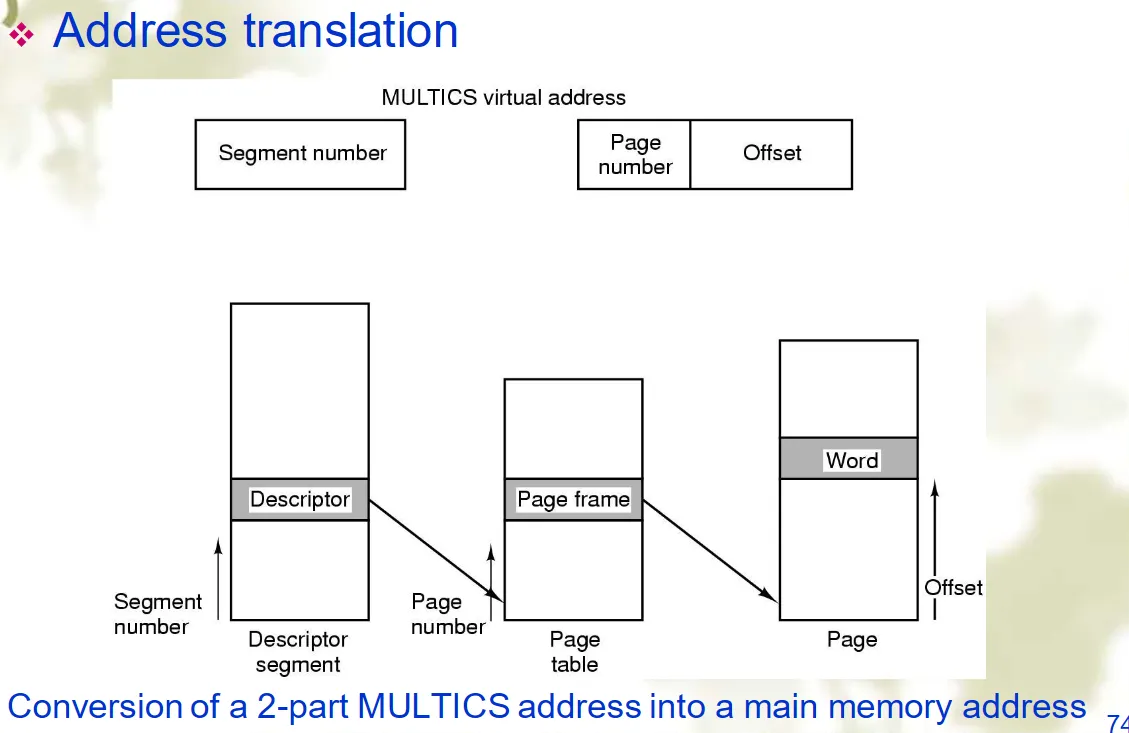 Address translation
MULTICS virtual address
Segment number
Page
number
Offset
Descriptor
Page frame
Word
Segment
number
Page
number
Offset
Descriptor
segment
Page
table
Page
Conversion of a 2-part MULTICS address into a main memory address
74